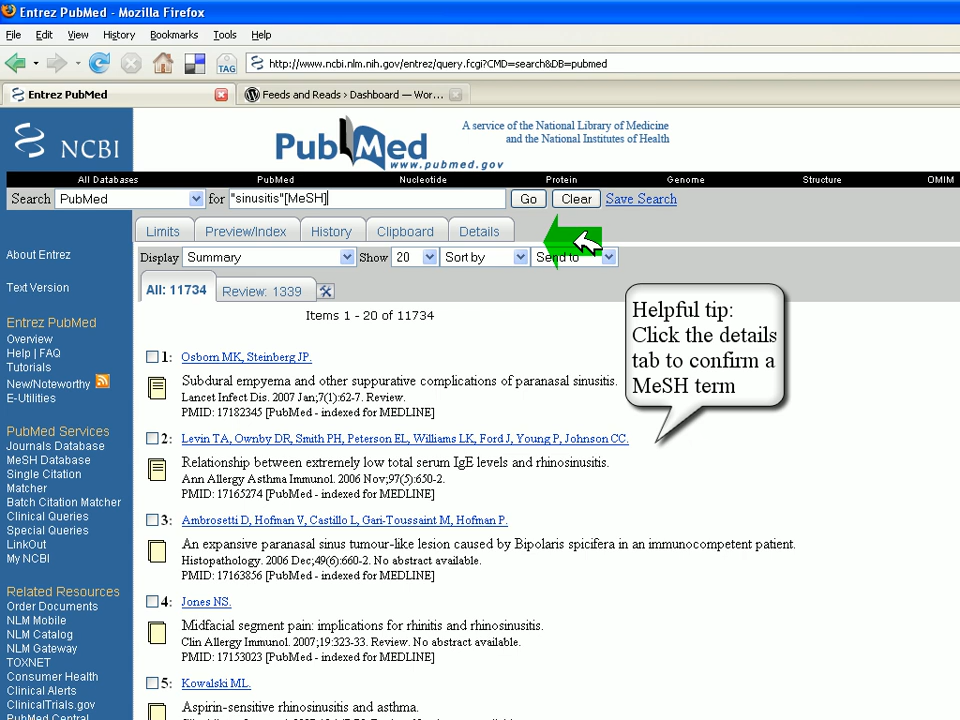 Entrez PubMed - Mozilla Firefox
File Edit View History Bookmarks Tools Help
TAG http://www.ncbi.nlm.nih.gov/entrez/query.fcgi?CMD=search&DB=pubmed
Entrez PubMed Feeds and Reads › Dashboard — Wor...
NCBI
PubMed
www.pubmed.gov
A service of the National Library of Medicine
and the National Institutes of Health
All Databases PubMed Nucleotide Protein Genome Structure OMIM
Search PubMed for "sinusitis"[MeSH] Go Clear Save Search
Limits Preview/Index History Clipboard Details
Display Summary Show 20 Sort by Send to
All: 11734 Review: 1339
Items 1 - 20 of 11734
Helpful tip:
Click the details
tab to confirm a
MeSH term
About Entrez
Text Version
Entrez PubMed
Overview
Help | FAQ
Tutorials
New/Noteworthy
E-Utilities
PubMed Services
Journals Database
MeSH Database
Single Citation
Matcher
Batch Citation Matcher
Clinical Queries
Special Queries
LinkOut
My NCBI
Related Resources
Order Documents
NLM Mobile
NLM Catalog
NLM Gateway
TOXNET
Consumer Health
Clinical Alerts
ClinicalTrials.gov
PubMed Central
1: Osborn MK, Steinberg JP.
Subdural empyema and other suppurative complications of paranasal sinusitis.
Lancet Infect Dis. 2007 Jan;7(1):62-7. Review.
PMID: 17182345 [PubMed - indexed for MEDLINE]
2: Levin TA, Ownby DR, Smith PH, Peterson EL, Williams LK, Ford J, Young P, Johnson CC.
Relationship between extremely low total serum IgE levels and rhinosinusitis.
Ann Allergy Asthma Immunol. 2006 Nov;97(5):650-2.
PMID: 17165274 [PubMed - indexed for MEDLINE]
3: Ambrosetti D, Hofman V, Castillo L, Gari-Toussaint M, Hofman P.
An expansive paranasal sinus tumour-like lesion caused by Bipolaris spicifera in an immunocompetent patient.
Histopathology. 2006 Dec;49(6):660-2. No abstract available.
PMID: 17163856 [PubMed - indexed for MEDLINE]
4: Jones NS.
Midfacial segment pain: implications for rhinitis and rhinosinusitis.
Clin Allergy Immunol. 2007;19:323-33. Review. No abstract available.
PMID: 17153023 [PubMed - indexed for MEDLINE]
5: Kowalski ML.
Aspirin-sensitive rhinosinusitis and asthma.